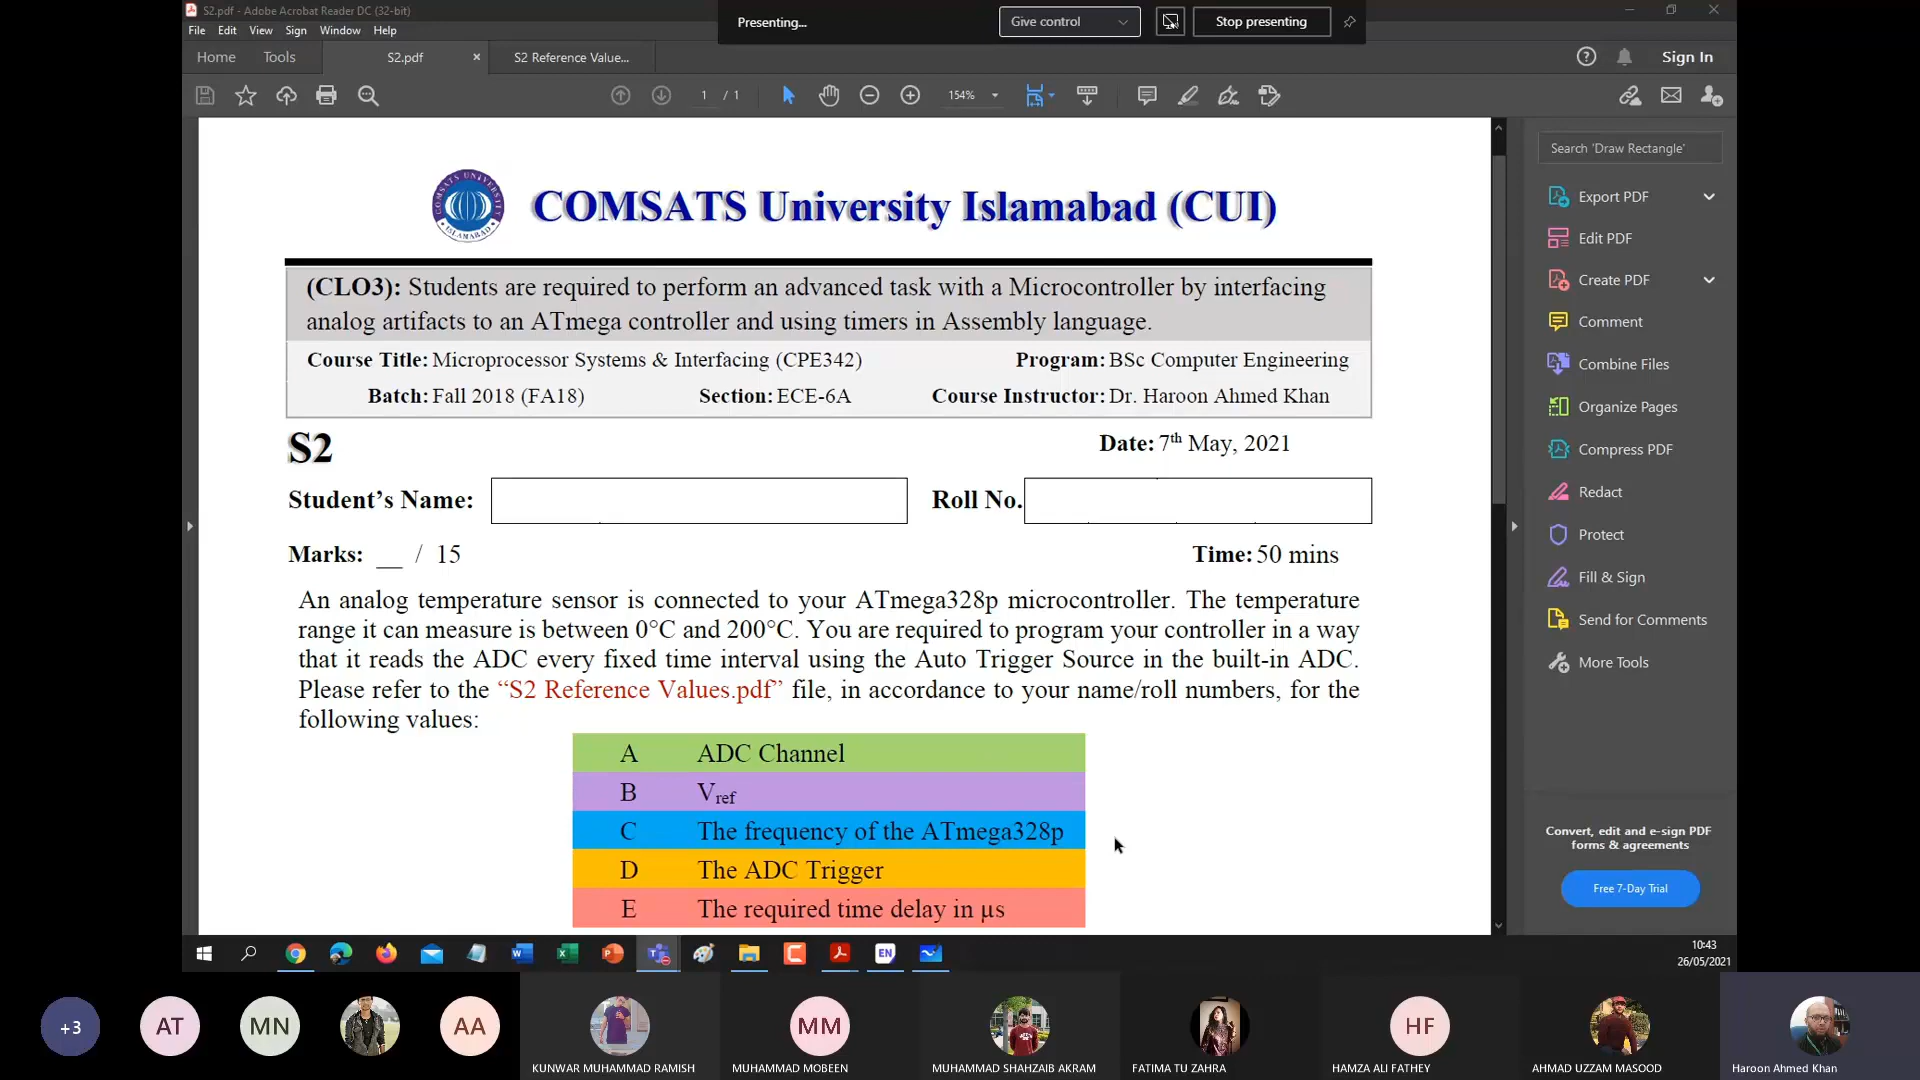 S2.pdf - Adobe Acrobat Reader DC (32-bit)
Presenting...
Give control
Stop presenting
File Edit View Sign Window Help
Home Tools S2.pdf × S2 Reference Value...
Sign In
1 / 1
154%
Search 'Draw Rectangle'
Export PDF
Edit PDF
Create PDF
Comment
Combine Files
Organize Pages
Compress PDF
Redact
Protect
Fill & Sign
Send for Comments
More Tools
Convert, edit and e-sign PDF
forms & agreements
Free 7-Day Trial
COMSATS UNIVERSITY
ISLAMABAD
COMSATS University Islamabad (CUI)
(CLO3): Students are required to perform an advanced task with a Microcontroller by interfacing
analog artifacts to an ATmega controller and using timers in Assembly language.
Course Title: Microprocessor Systems & Interfacing (CPE342) Program: BSc Computer Engineering
Batch: Fall 2018 (FA18) Section: ECE-6A Course Instructor: Dr. Haroon Ahmed Khan
S2
Date: 7th May, 2021
Student’s Name: Roll No.
Marks: __ / 15 Time: 50 mins
An analog temperature sensor is connected to your ATmega328p microcontroller. The temperature
range it can measure is between 0°C and 200°C. You are required to program your controller in a way
that it reads the ADC every fixed time interval using the Auto Trigger Source in the built-in ADC.
Please refer to the “S2 Reference Values.pdf” file, in accordance to your name/roll numbers, for the
following values:
A ADC Channel
B Vref
C The frequency of the ATmega328p
D The ADC Trigger
E The required time delay in µs
EN
10:43
26/05/2021
+3
AT
MN
AA
MM
HF
KUNWAR MUHAMMAD RAMISH
MUHAMMAD MOBEEN
MUHAMMAD SHAHZAIB AKRAM
FATIMA TU ZAHRA
HAMZA ALI FATHEY
AHMAD UZZAM MASOOD
Haroon Ahmed Khan